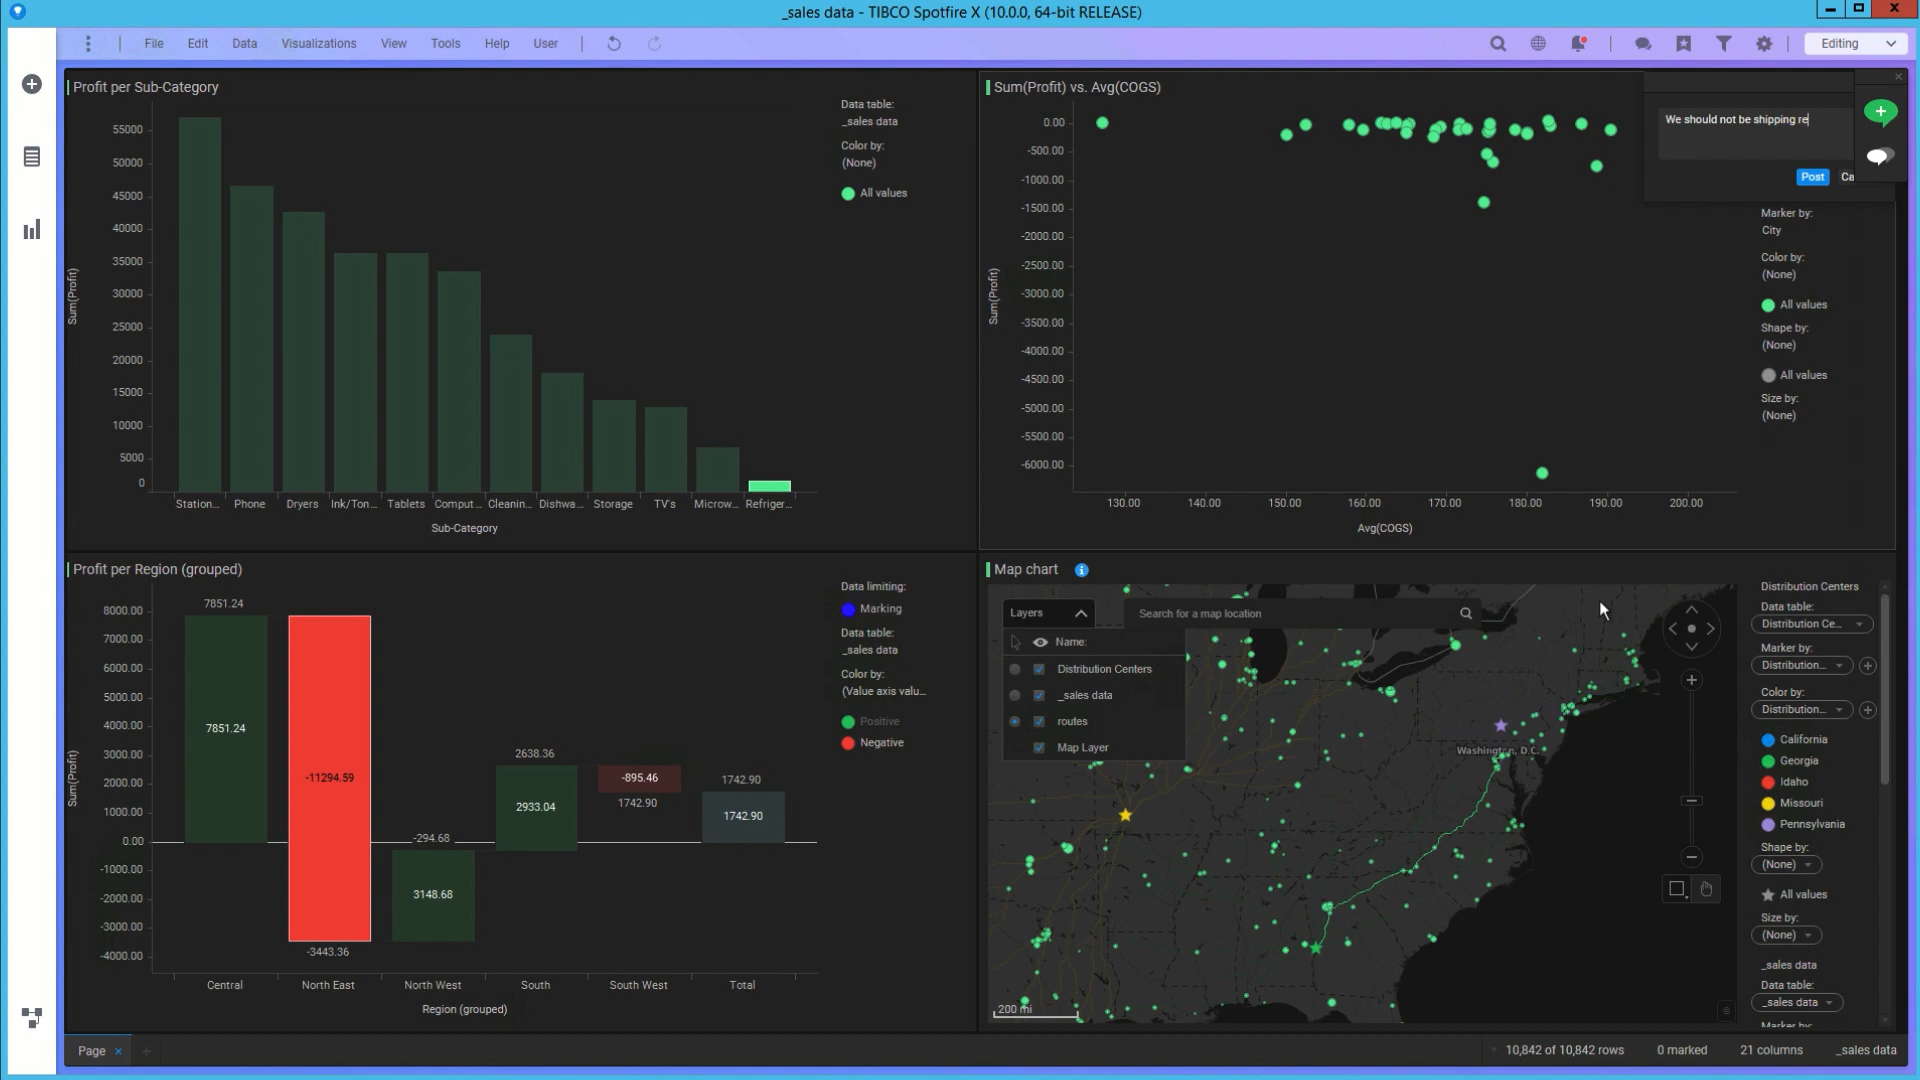 _sales data - TIBCO Spotfire X (10.0.0, 64-bit RELEASE)
File Edit Data Visualizations View Tools Help User
Editing
Profit per Sub-Category
55000
50000
45000
40000
35000
30000
25000
20000
15000
10000
5000
0
Sum(Profit)
Station... Phone Dryers Ink/Ton... Tablets Comput... Cleanin... Dishwa... Storage TV's Microw... Refriger...
Sub-Category
Data table:
_sales data
Color by:
(None)
All values
Sum(Profit) vs. Avg(COGS)
0.00
-500.00
-1000.00
-1500.00
-2000.00
-2500.00
-3000.00
-3500.00
-4000.00
-4500.00
-5000.00
-5500.00
-6000.00
Sum(Profit)
130.00 140.00 150.00 160.00 170.00 180.00 190.00 200.00
Avg(COGS)
We should not be shipping re
Post Ca
Marker by:
City
Color by:
(None)
All values
Shape by:
(None)
All values
Size by:
(None)
Profit per Region (grouped)
8000.00
7000.00
6000.00
5000.00
4000.00
3000.00
2000.00
1000.00
0.00
-1000.00
-2000.00
-3000.00
-4000.00
Sum(Profit)
7851.24
7851.24
-11294.59
-3443.36
-294.68
3148.68
2638.36
2933.04
-895.46
1742.90
1742.90
1742.90
Central North East North West South South West Total
Region (grouped)
Data limiting:
Marking
Data table:
_sales data
Color by:
(Value axis valu...
Positive
Negative
Map chart
Layers
Search for a map location
Name:
Distribution Centers
_sales data
routes
Map Layer
Washington, D.C.
200 mi
Distribution Centers
Data table:
Distribution Ce...
Marker by:
Distribution...
Color by:
Distribution...
California
Georgia
Idaho
Missouri
Pennsylvania
Shape by:
(None)
All values
Size by:
(None)
_sales data
Data table:
_sales data
Marker by:
Page
10,842 of 10,842 rows 0 marked 21 columns _sales data